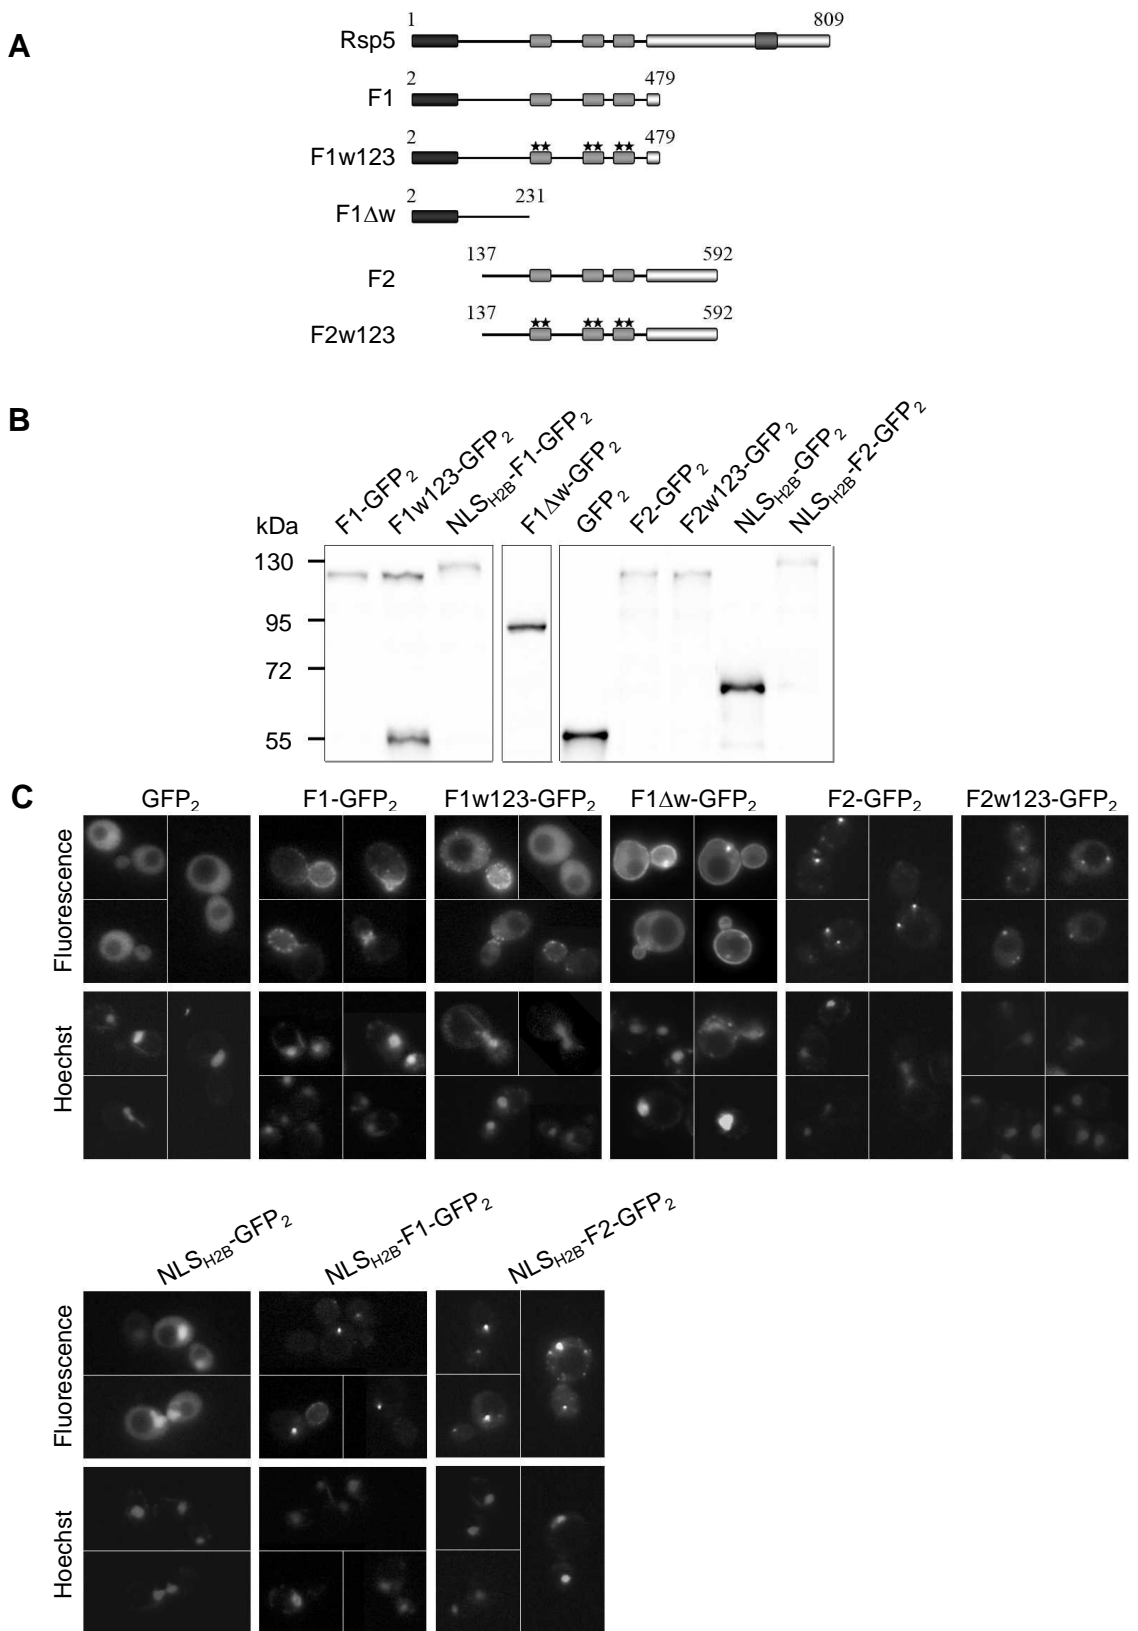 A
1 809
Rsp5
2 479
F1
2 ★★ ★★ ★★ 479
F1w123
2 231
F1Δw
137 592
F2
137 ★★ ★★ ★★ 592
F2w123
B
kDa F1-GFP2 F1w123-GFP2 NLSH2B-F1-GFP2 F1Δw-GFP2 GFP2 F2-GFP2 F2w123-GFP2 NLSH2B-GFP2 NLSH2B-F2-GFP2
130
95
72
55
C
GFP2 F1-GFP2 F1w123-GFP2 F1Δw-GFP2 F2-GFP2 F2w123-GFP2
Fluorescence
Hoechst
NLSH2B-GFP2 NLSH2B-F1-GFP2 NLSH2B-F2-GFP2
Fluorescence
Hoechst